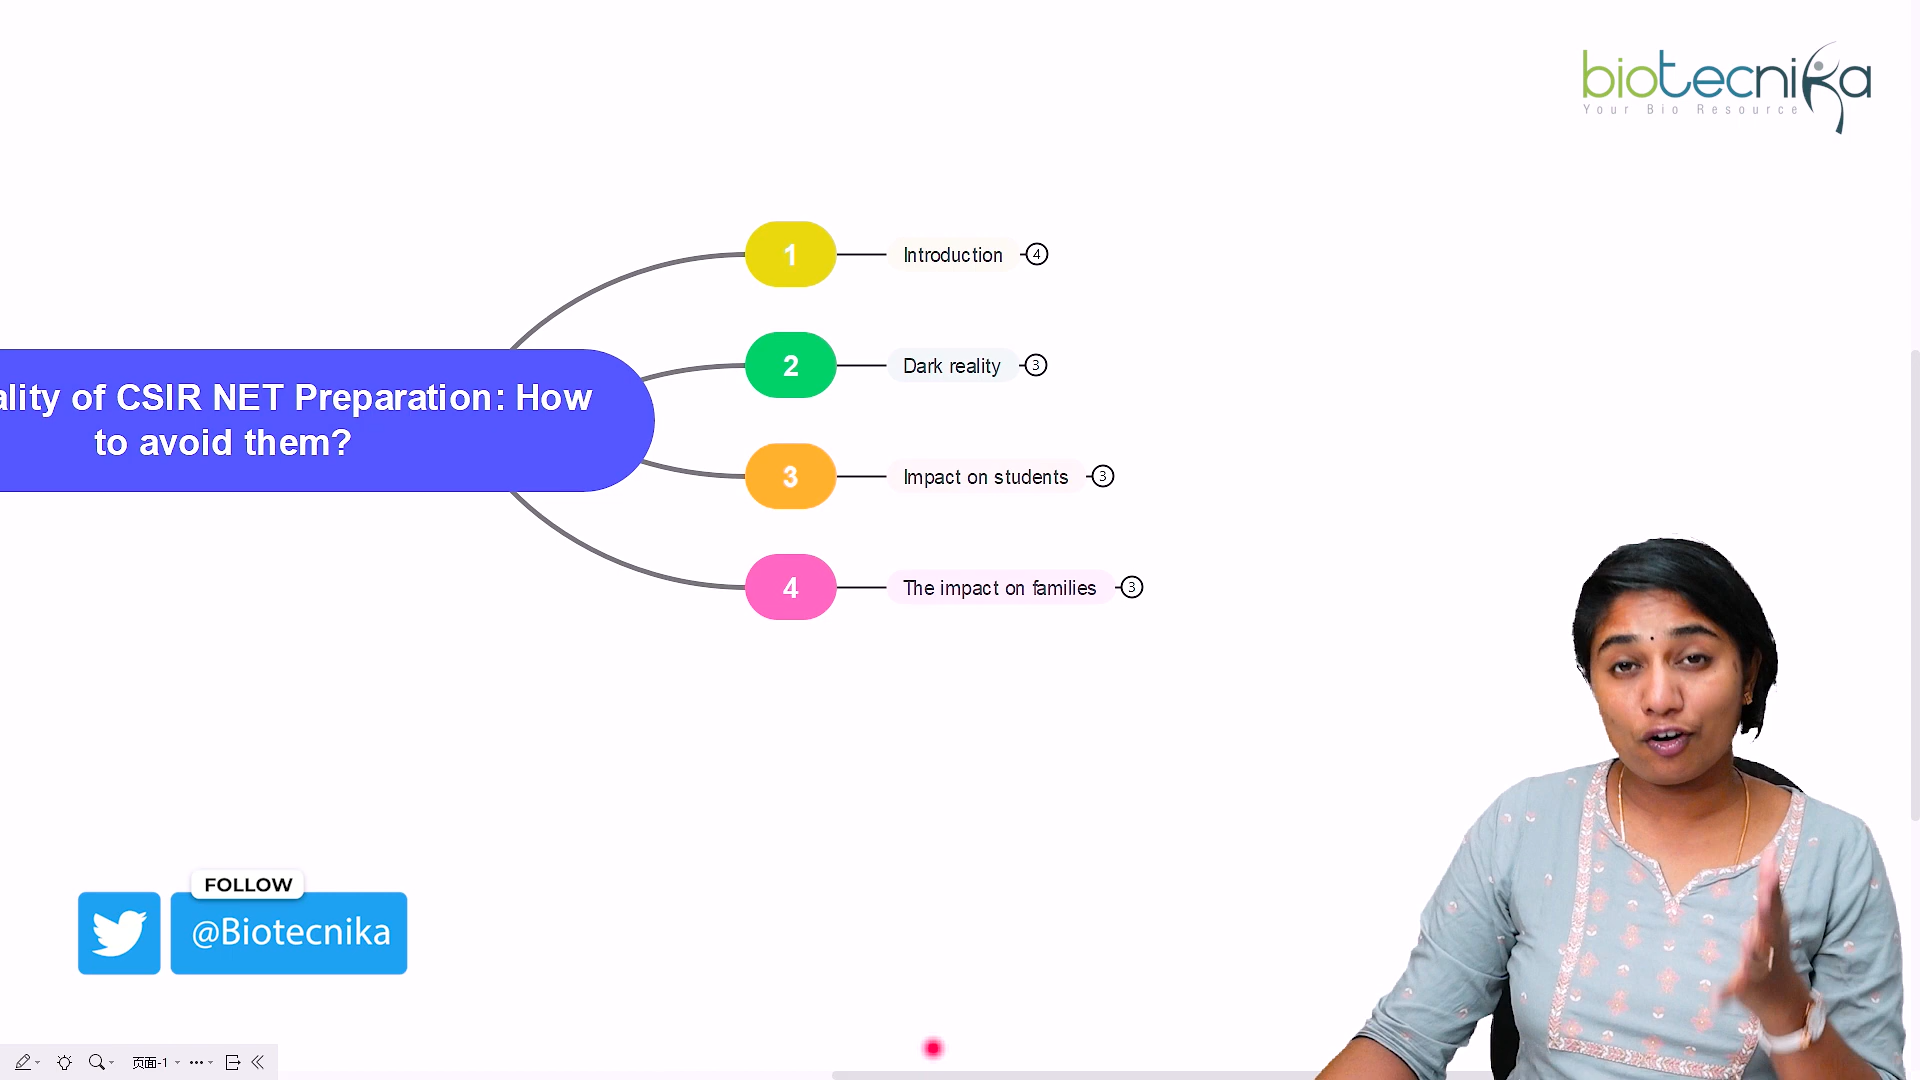 biotecnika
Your Bio Resource
1
Introduction
4
2
Dark reality
3
ality of CSIR NET Preparation: How
to avoid them?
3
Impact on students
3
4
The impact on families
3
FOLLOW
@Biotecnika
页面-1